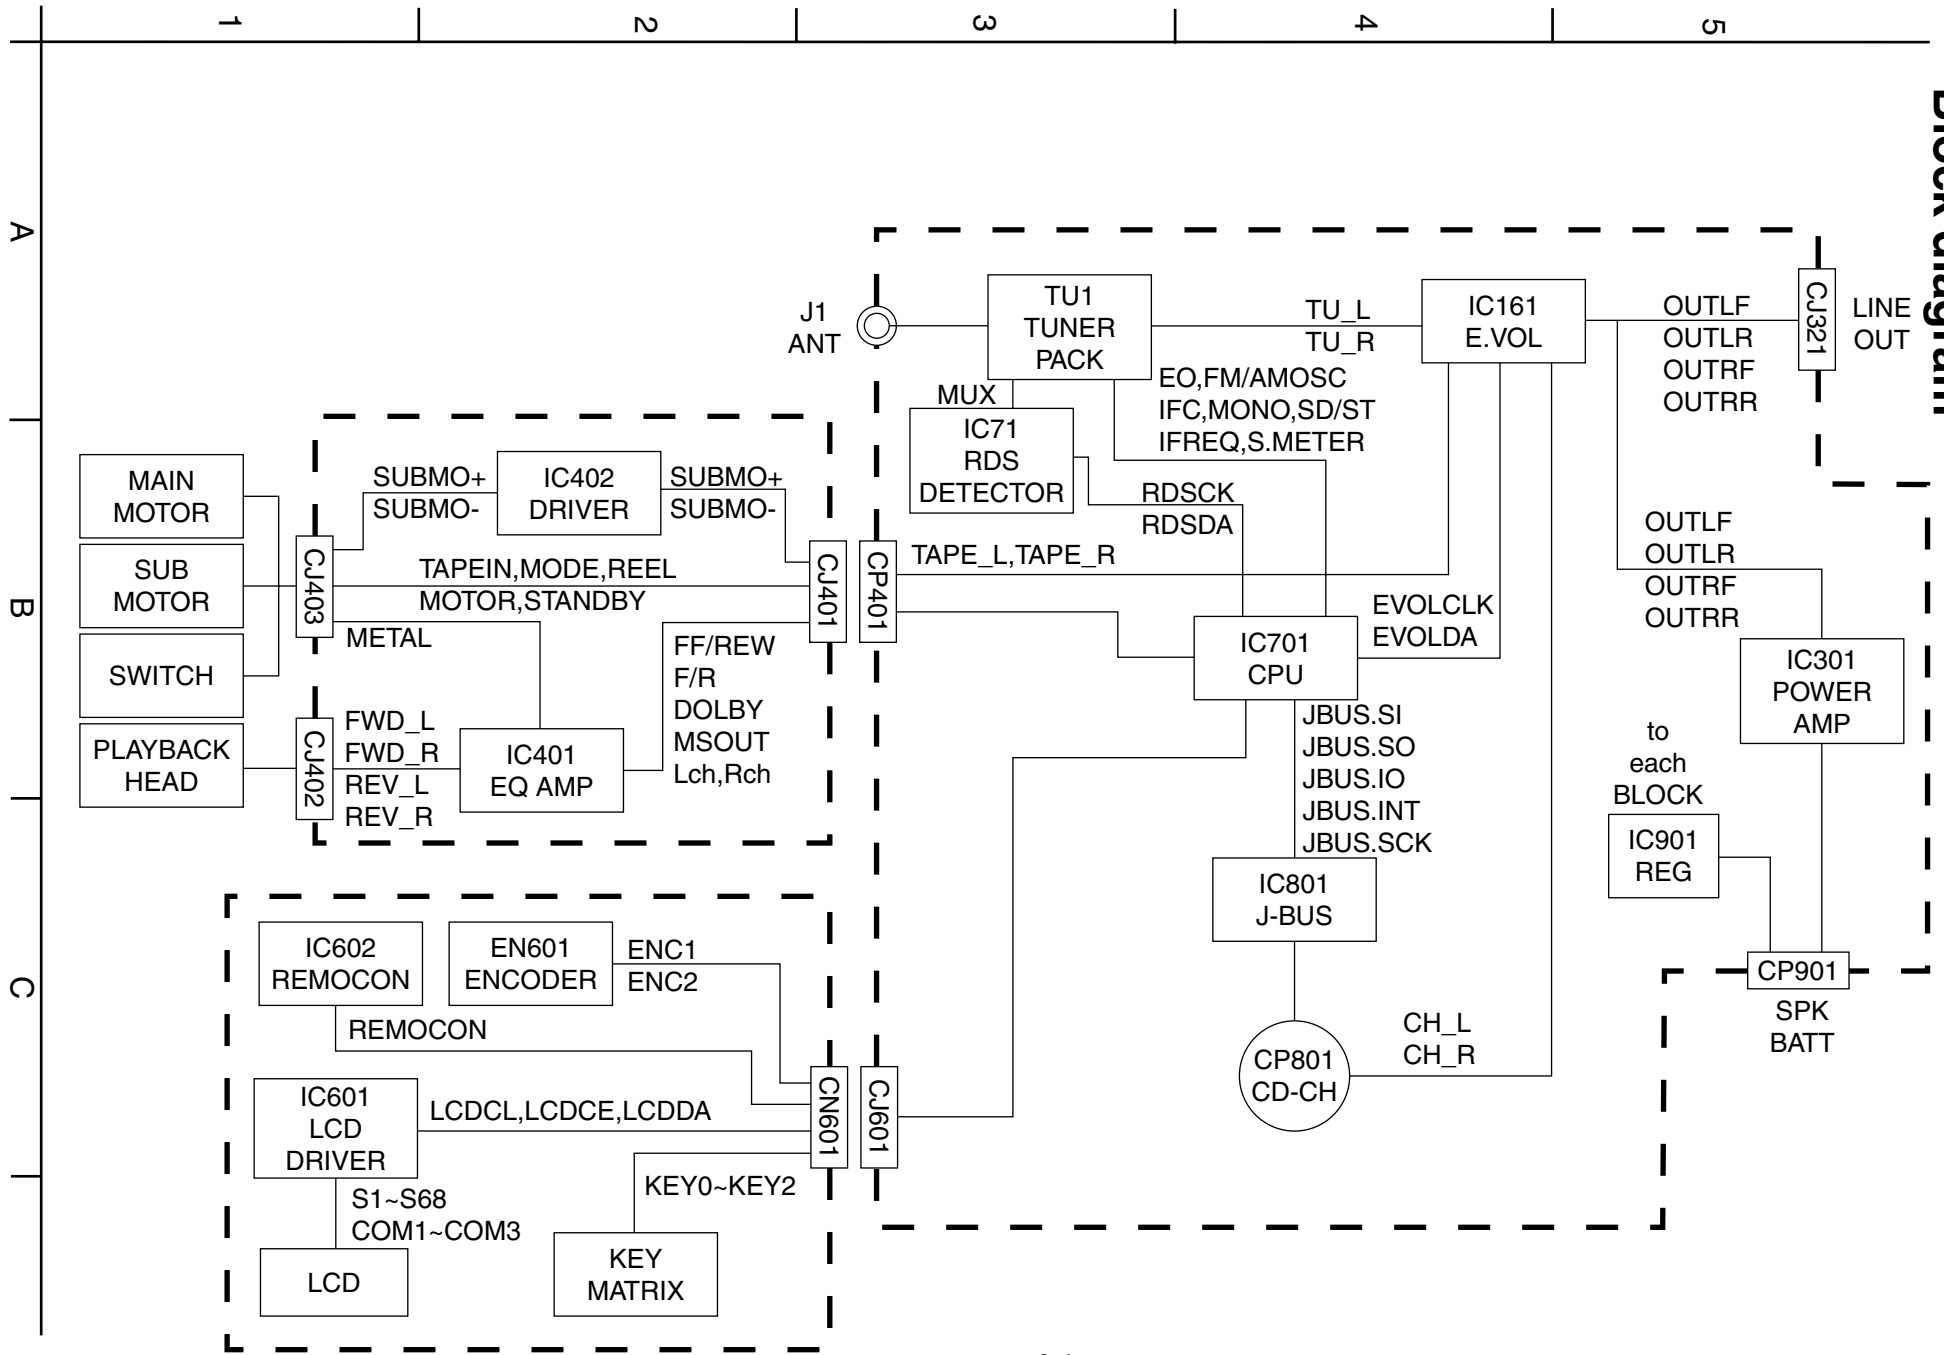 1
2
3
4
5
A
B
C
Block diagram
J1
ANT
TU1
TUNER
PACK
TU_L
TU_R
IC161
E.VOL
OUTLF
OUTLR
OUTRF
OUTRR
CJ321
LINE
OUT
MUX
EO,FM/AMOSC
IFC,MONO,SD/ST
IFREQ,S.METER
IC71
RDS
DETECTOR
RDSCK
RDSDA
MAIN
MOTOR
SUB
MOTOR
SWITCH
PLAYBACK
HEAD
CJ403
CJ402
SUBMO+
SUBMO-
IC402
DRIVER
SUBMO+
SUBMO-
TAPEIN,MODE,REEL
MOTOR,STANDBY
METAL
FWD_L
FWD_R
REV_L
REV_R
IC401
EQ AMP
FF/REW
F/R
DOLBY
MSOUT
Lch,Rch
CJ401
CP401
TAPE_L,TAPE_R
EVOLCLK
EVOLDA
IC701
CPU
OUTLF
OUTLR
OUTRF
OUTRR
IC301
POWER
AMP
to
each
BLOCK
IC901
REG
CP901
SPK
BATT
JBUS.SI
JBUS.SO
JBUS.IO
JBUS.INT
JBUS.SCK
IC801
J-BUS
CP801
CD-CH
CH_L
CH_R
IC602
REMOCON
EN601
ENCODER
ENC1
ENC2
REMOCON
IC601
LCD
DRIVER
LCDCL,LCDCE,LCDDA
CN601
CJ601
S1~S68
COM1~COM3
KEY0~KEY2
LCD
KEY
MATRIX